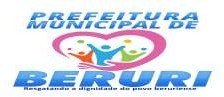 PREFEITURA
MUNICIPAL DE
BERURI
Resgatando a dignidade do povo beruriense